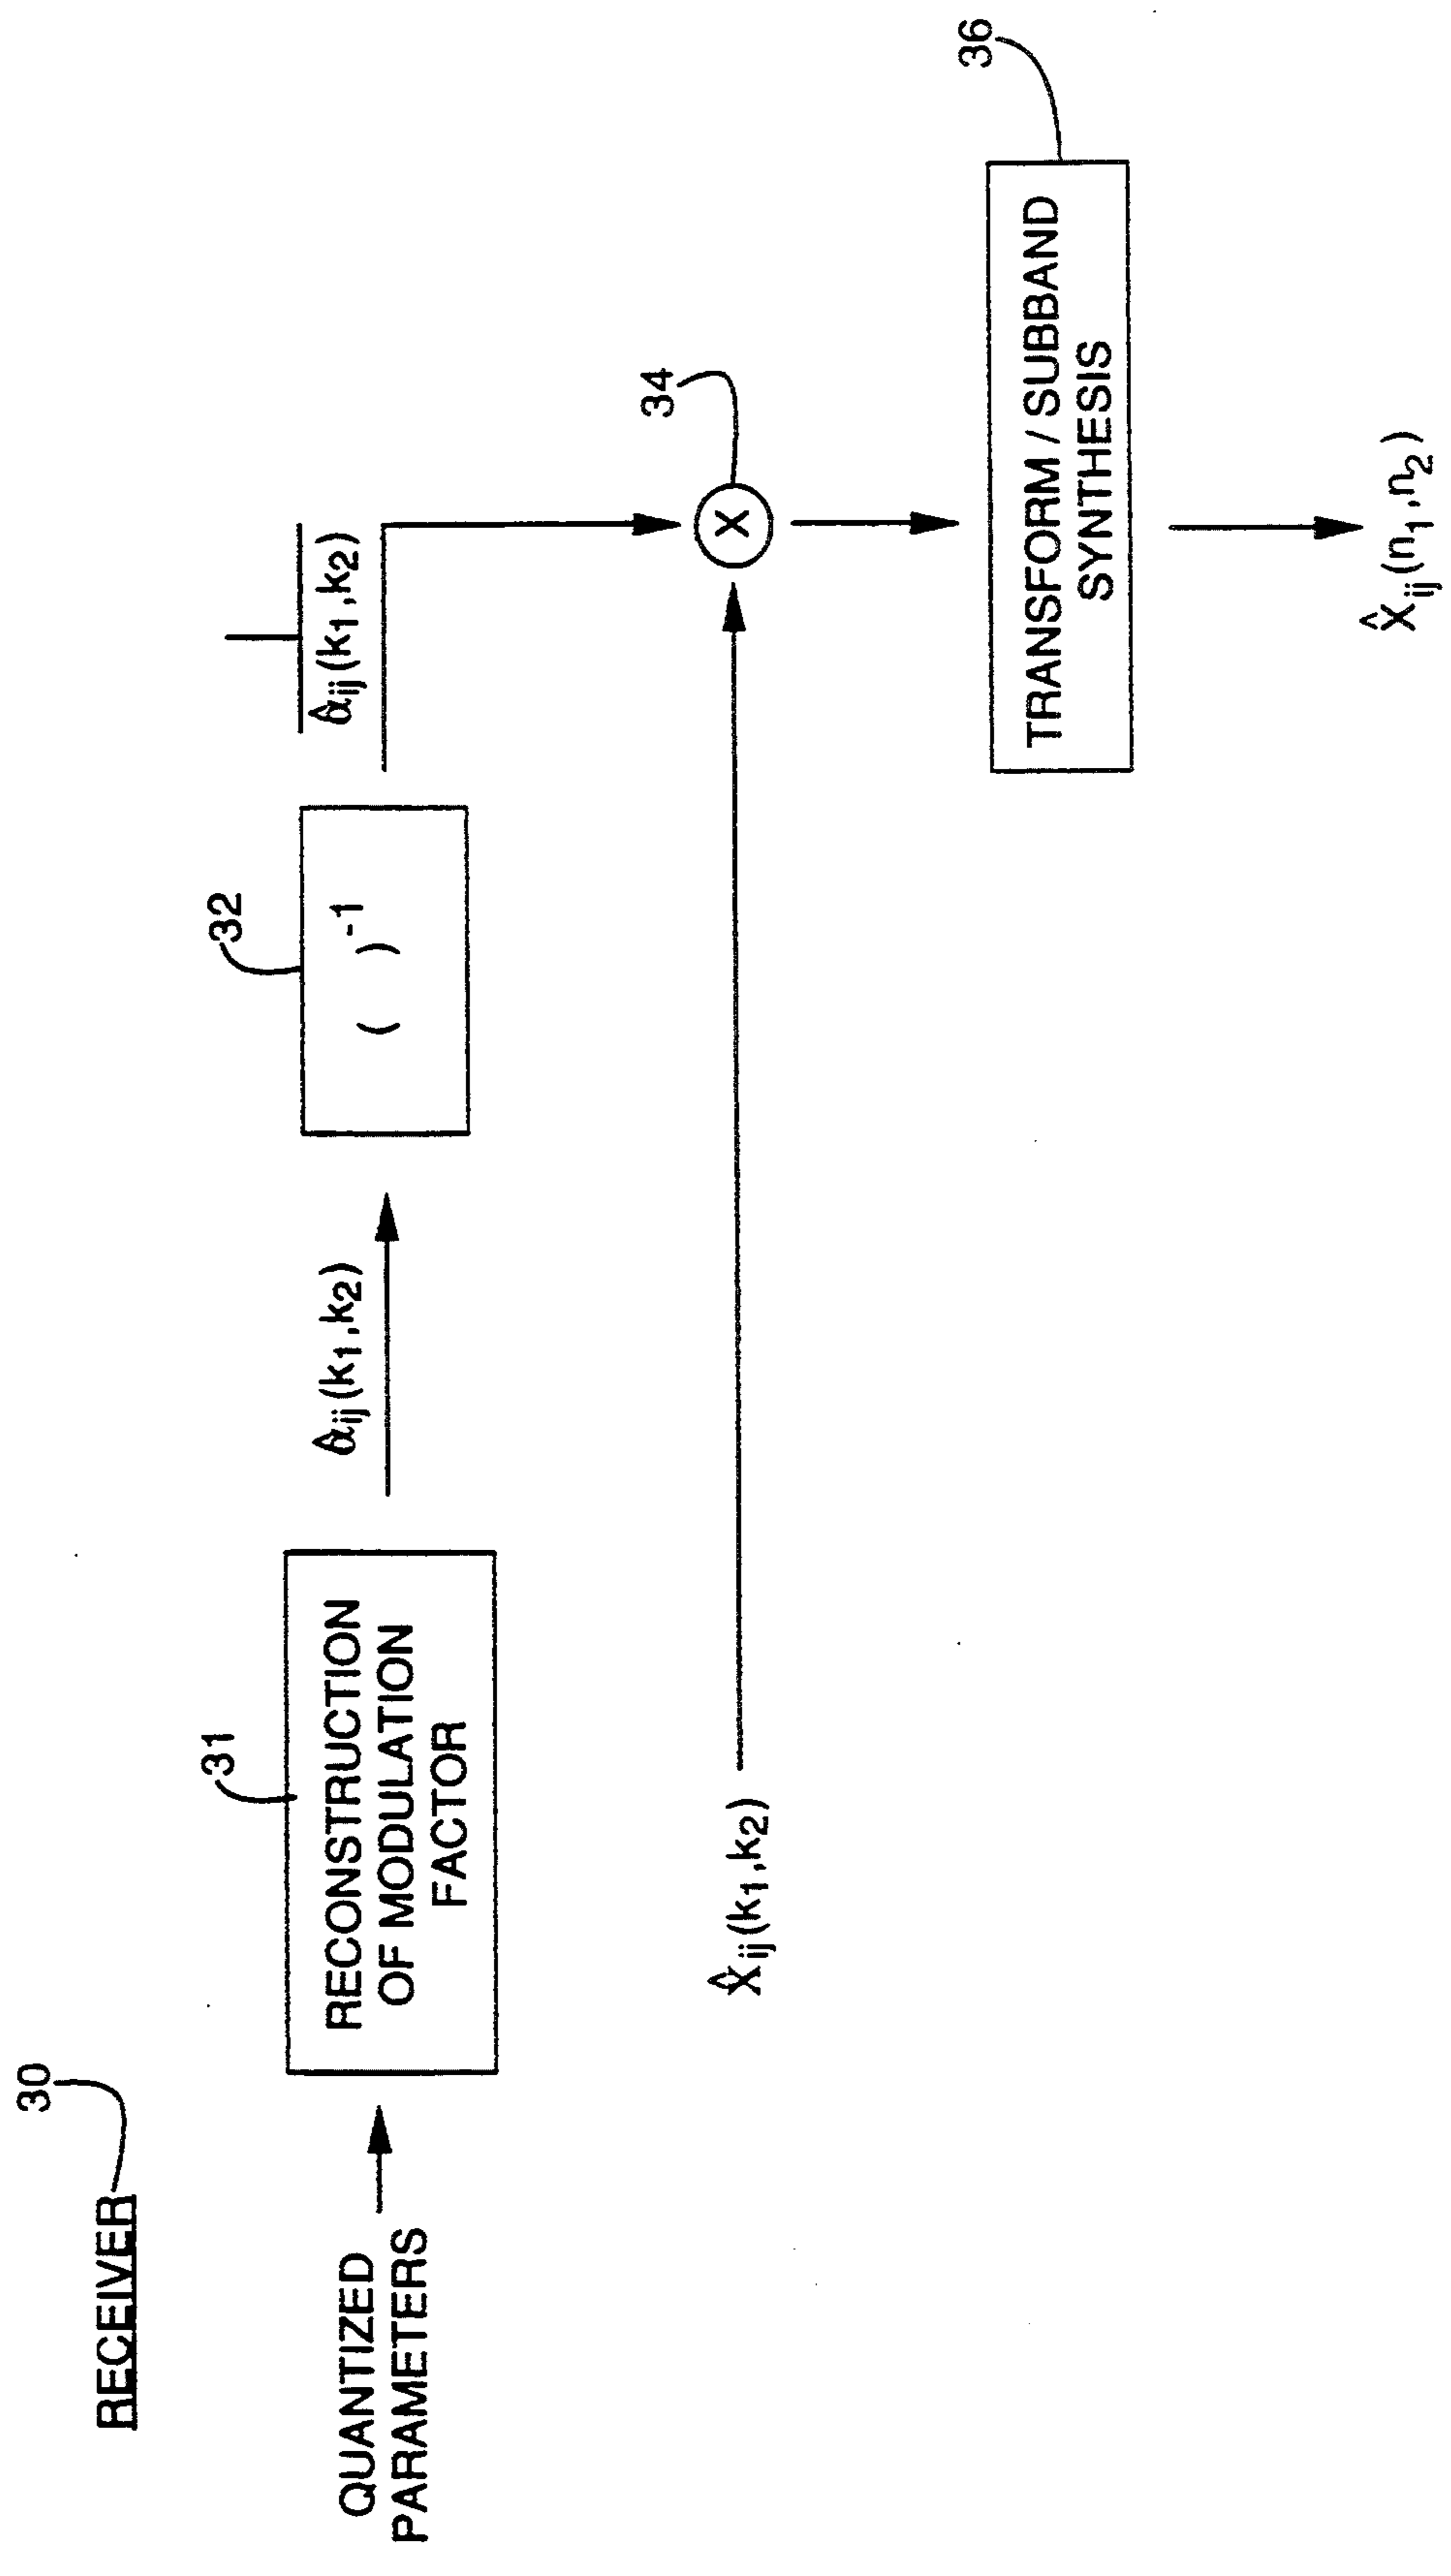 RECEIVER
30
QUANTIZED
PARAMETERS
31
RECONSTRUCTION
OF MODULATION
FACTOR
α̂ij(k1,k2)
32
( )-1
1
α̂ij(k1,k2)
X̂ij(k1,k2)
34
X
36
TRANSFORM / SUBBAND
SYNTHESIS
X̂ij(n1,n2)